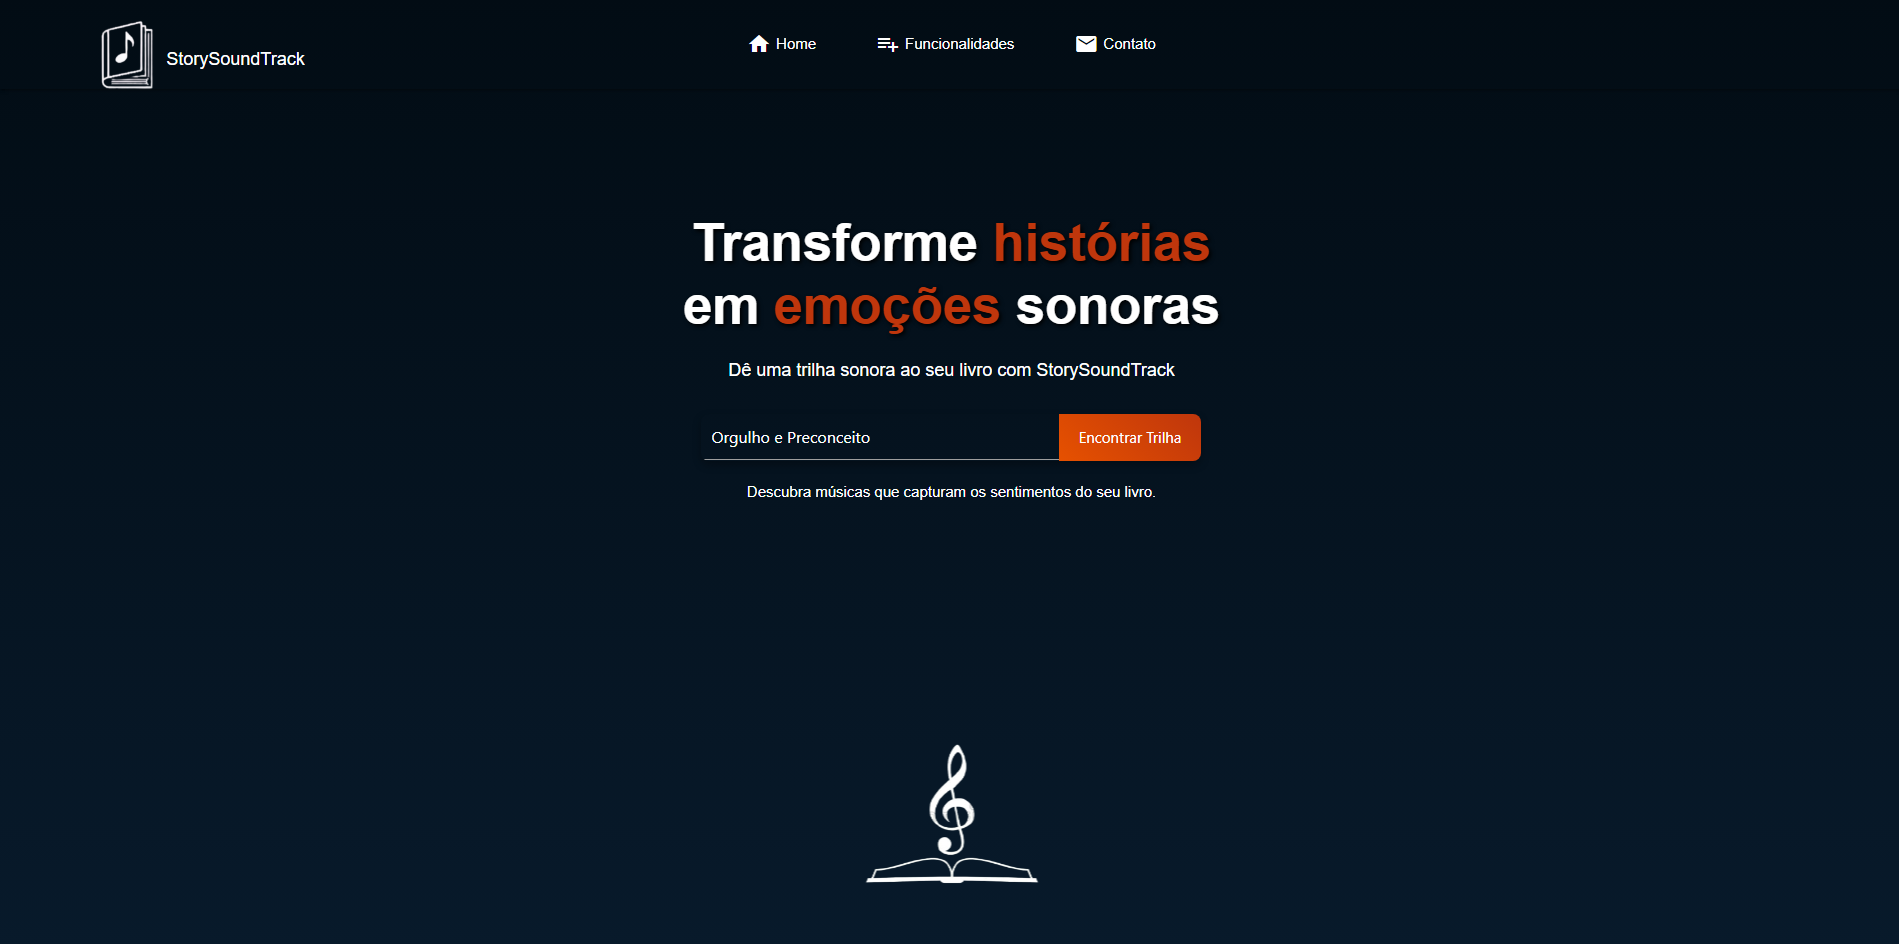 StorySoundTrack
Home
Funcionalidades
Contato
Transforme histórias
em emoções sonoras
Dê uma trilha sonora ao seu livro com StorySoundTrack
Orgulho e Preconceito
Encontrar Trilha
Descubra músicas que capturam os sentimentos do seu livro.